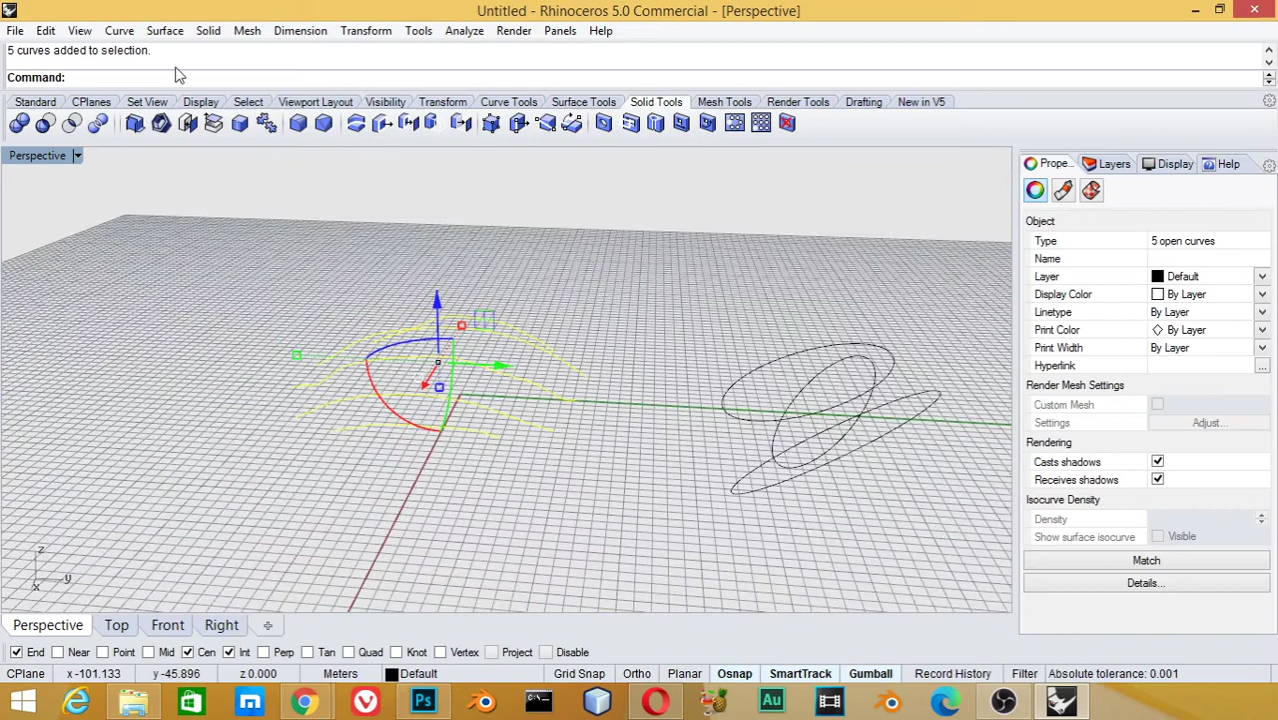 Untitled - Rhinoceros 5.0 Commercial - [Perspective]
File Edit View Curve Surface Solid Mesh Dimension Transform Tools Analyze Render Panels Help
5 curves added to selection.
Command:
Standard CPlanes Set View Display Select Viewport Layout Visibility Transform Curve Tools Surface Tools Solid Tools Mesh Tools Render Tools Drafting New in V5
Perspective
Prope... Layers Display Help
Object
Type 5 open curves
Name
Layer Default
Display Color By Layer
Linetype By Layer
Print Color By Layer
Print Width By Layer
Hyperlink ...
Render Mesh Settings
Custom Mesh
Settings Adjust...
Rendering
Casts shadows
Receives shadows
Isocurve Density
Density
Show surface isocurve Visible
Match
Details...
z
y
x
Perspective Top Front Right
End Near Point Mid Cen Int Perp Tan Quad Knot Vertex Project Disable
CPlane x -101.133 y -45.896 z 0.000 Meters Default Grid Snap Ortho Planar Osnap SmartTrack Gumball Record History Filter Absolute tolerance: 0.001
Ps
Au